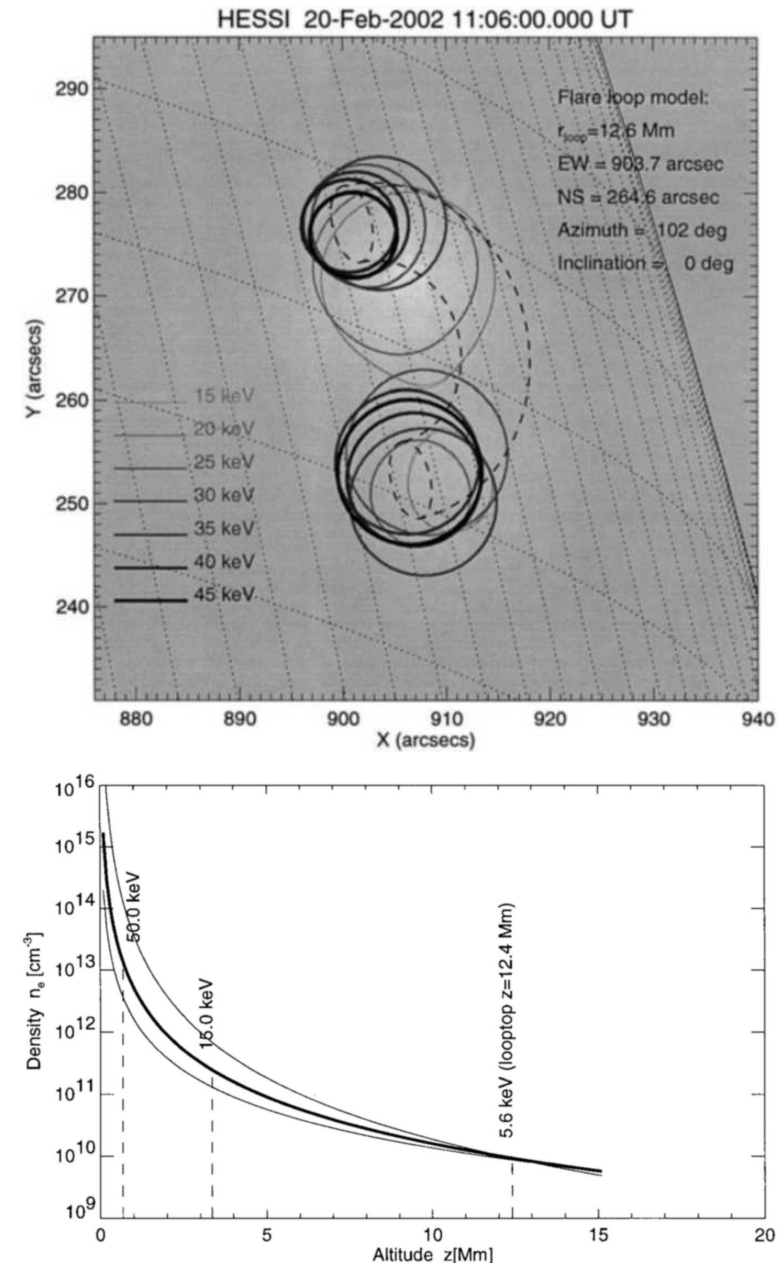 HESSI 20-Feb-2002 11:06:00.000 UT
Flare loop model:
r_loop=12.6 Mm
EW = 903.7 arcsec
NS = 264.6 arcsec
Azimuth = 102 deg
Inclination = 0 deg
290
280
270
260
250
240
Y (arcsecs)
15 keV
20 keV
25 keV
30 keV
35 keV
40 keV
45 keV
880 890 900 910 920 930 940
X (arcsecs)
10^16
10^15
10^14
10^13
10^12
10^11
10^10
10^9
Density n_e [cm^-3]
50.0 keV
15.0 keV
5.6 keV (looptop z=12.4 Mm)
0 5 10 15 20
Altitude z[Mm]